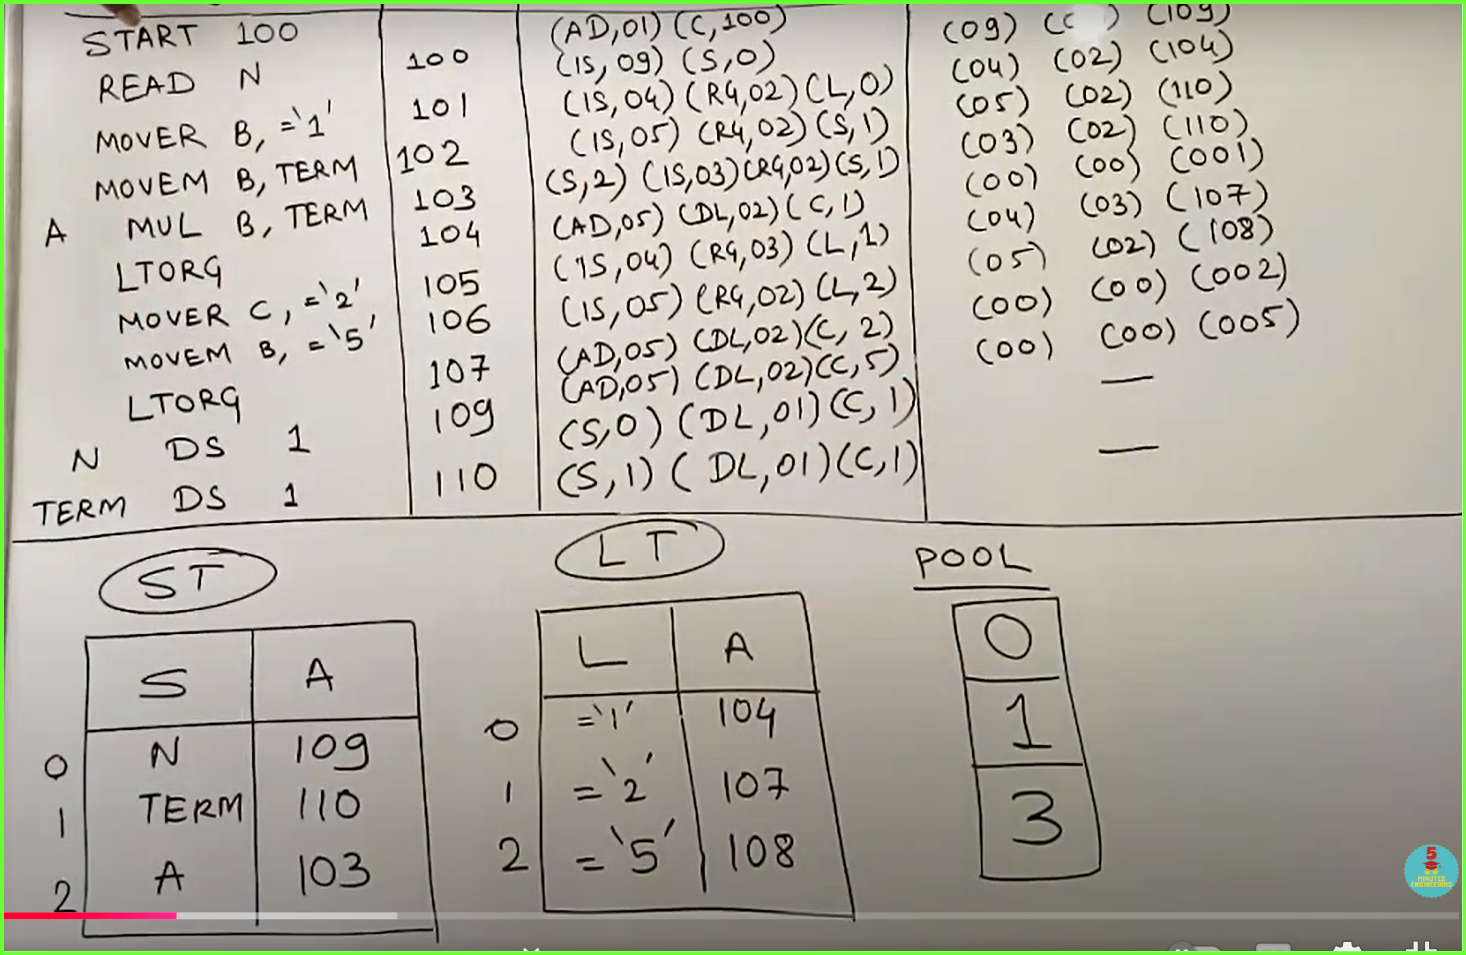 START 100 (AD,01) (C,100)
READ N 100 (IS,09) (S,0) (09) (109)
MOVER B, ='1' 101 (IS,04) (RG,02) (L,0) (04) (02) (104)
MOVEM B, TERM 102 (IS,05) (RG,02) (S,1) (05) (02) (110)
A MUL B, TERM 103 (S,2) (IS,03) (RG,02) (S,1) (03) (02) (110)
LTORG 104 (AD,05) (DL,02) (C,1) (00) (00) (001)
MOVER C, ='2' 105 (IS,04) (RG,03) (L,1) (04) (03) (107)
MOVEM B, ='5' 106 (IS,05) (RG,02) (L,2) (05) (02) (108)
LTORG 107 (AD,05) (DL,02) (C,2) (00) (00) (002)
(AD,05) (DL,02) (C,5) (00) (00) (005)
N DS 1 109 (S,0) (DL,01) (C,1) —
TERM DS 1 110 (S,1) (DL,01) (C,1) —
ST
LT
POOL
S A
0 N 109
1 TERM 110
2 A 103
L A
0 ='1' 104
1 ='2' 107
2 ='5' 108
0
1
3
5
MINUTES
ENGINEERING